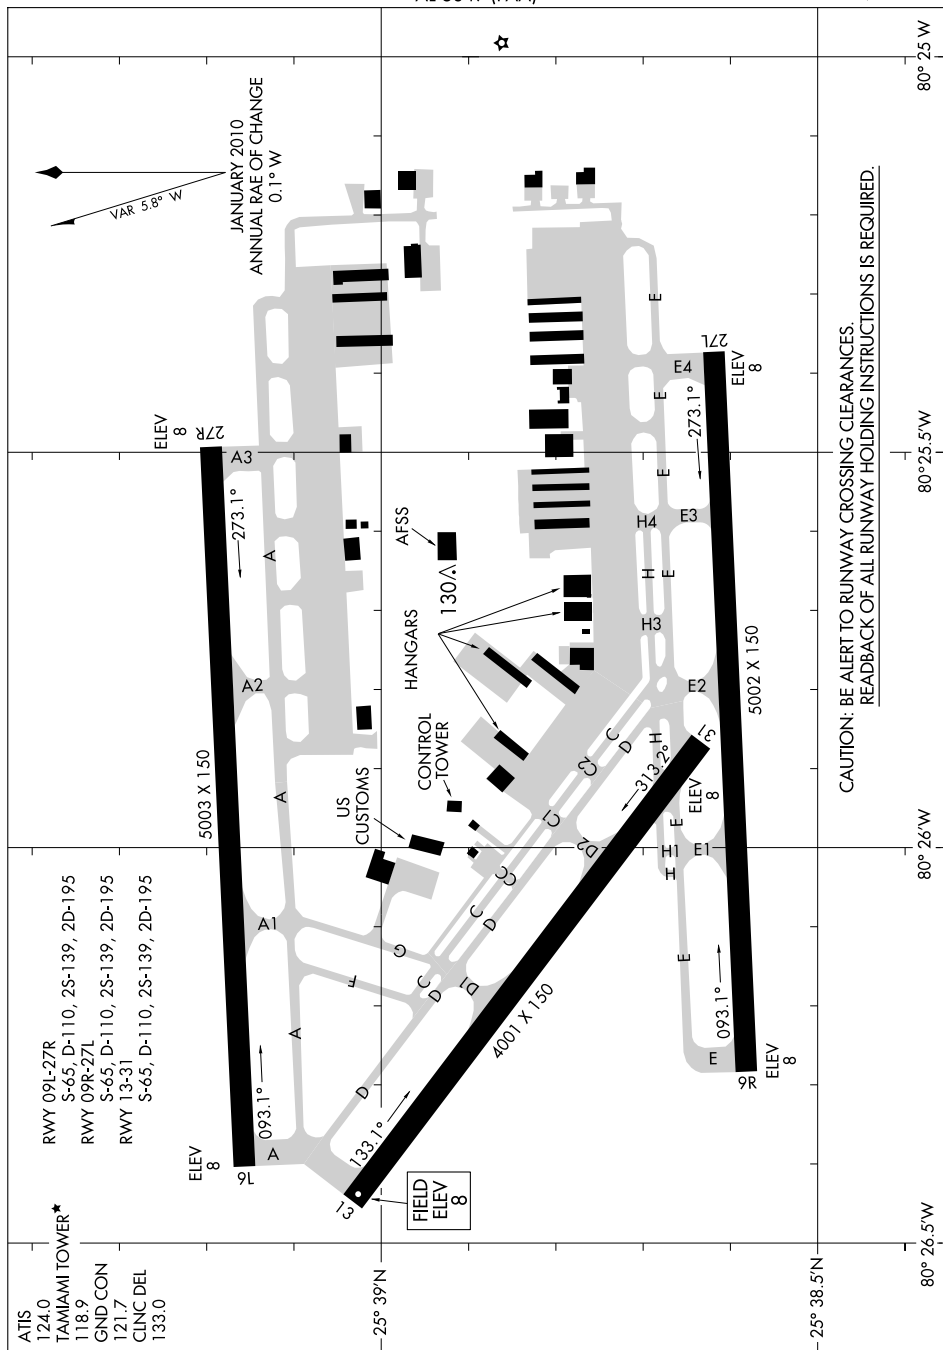 ATIS
124.0
TAMIAMI TOWER★
118.9
GND CON
121.7
CLNC DEL
133.0
RWY 09L-27R
S-65, D-110, 2S-139, 2D-195
RWY 09R-27L
S-65, D-110, 2S-139, 2D-195
RWY 13-31
S-65, D-110, 2S-139, 2D-195
JANUARY 2010
ANNUAL RAE OF CHANGE
0.1° W
VAR 5.8° W
ELEV
8
9L
093.1°
5003 X 150
273.1°
27R
ELEV
8
A
A
A1
A
A2
A
A3
F
G
D
13
133.1°
FIELD
ELEV
8
4001 X 150
313.2°
31
ELEV
8
C
D
D1
C
D
CC
CC
C1
C2
D2
C
D
US
CUSTOMS
CONTROL
TOWER
HANGARS
AFSS
130
H
H1
H
H3
H
H4
E
E
E
E1
E2
E
E3
E
E
E4
E
ELEV
8
9R
093.1°
5002 X 150
273.1°
27L
ELEV
8
25° 39'N
25° 38.5'N
80° 26.5'W
80° 26'W
80° 25.5'W
80° 25 W
CAUTION: BE ALERT TO RUNWAY CROSSING CLEARANCES.
READBACK OF ALL RUNWAY HOLDING INSTRUCTIONS IS REQUIRED.